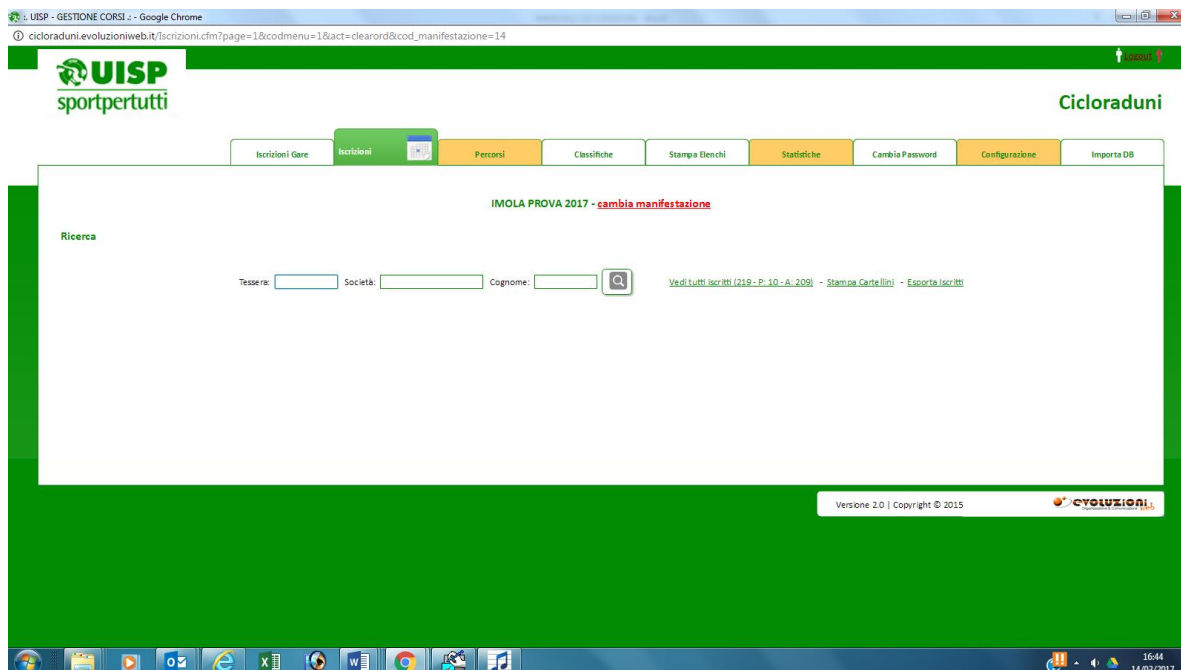 :. UISP - GESTIONE CORSI .: - Google Chrome
cicloraduni.evoluzioniweb.it/Iscrizioni.cfm?page=1&codmenu=1&act=clearord&cod_manifestazione=14
Logout
UISP
sportpertutti
Cicloraduni
Iscrizioni Gare
Iscrizioni
Percorsi
Classifiche
Stampa Elenchi
Statistiche
Cambia Password
Configurazione
Importa DB
IMOLA PROVA 2017 - cambia manifestazione
Ricerca
Tessera: Società: Cognome: Vedi tutti iscritti (219 - P: 10 - A: 209) - Stampa Cartellini - Esporta Iscritti
Versione 2.0 | Copyright © 2015
evoluzioni web
16:44
14/03/2017